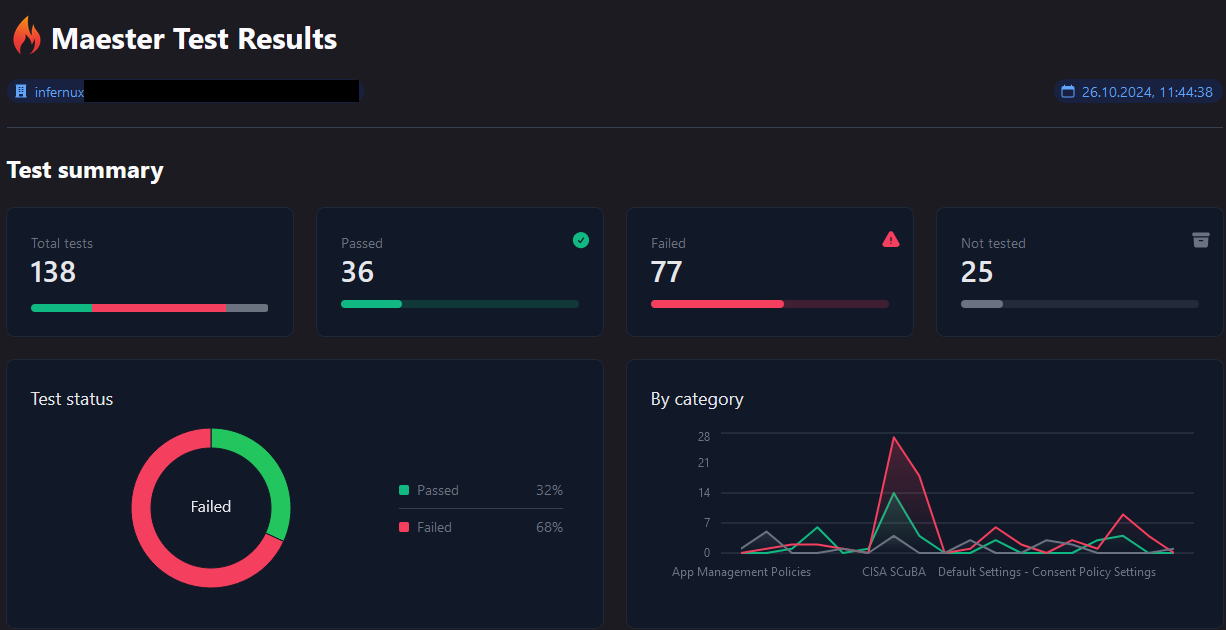 Maester Test Results
infernux
26.10.2024, 11:44:38
Test summary
Total tests
138
Passed
36
Failed
77
Not tested
25
Test status
Failed
Passed 32%
Failed 68%
By category
28
21
14
7
0
App Management Policies CISA SCuBA Default Settings - Consent Policy Settings